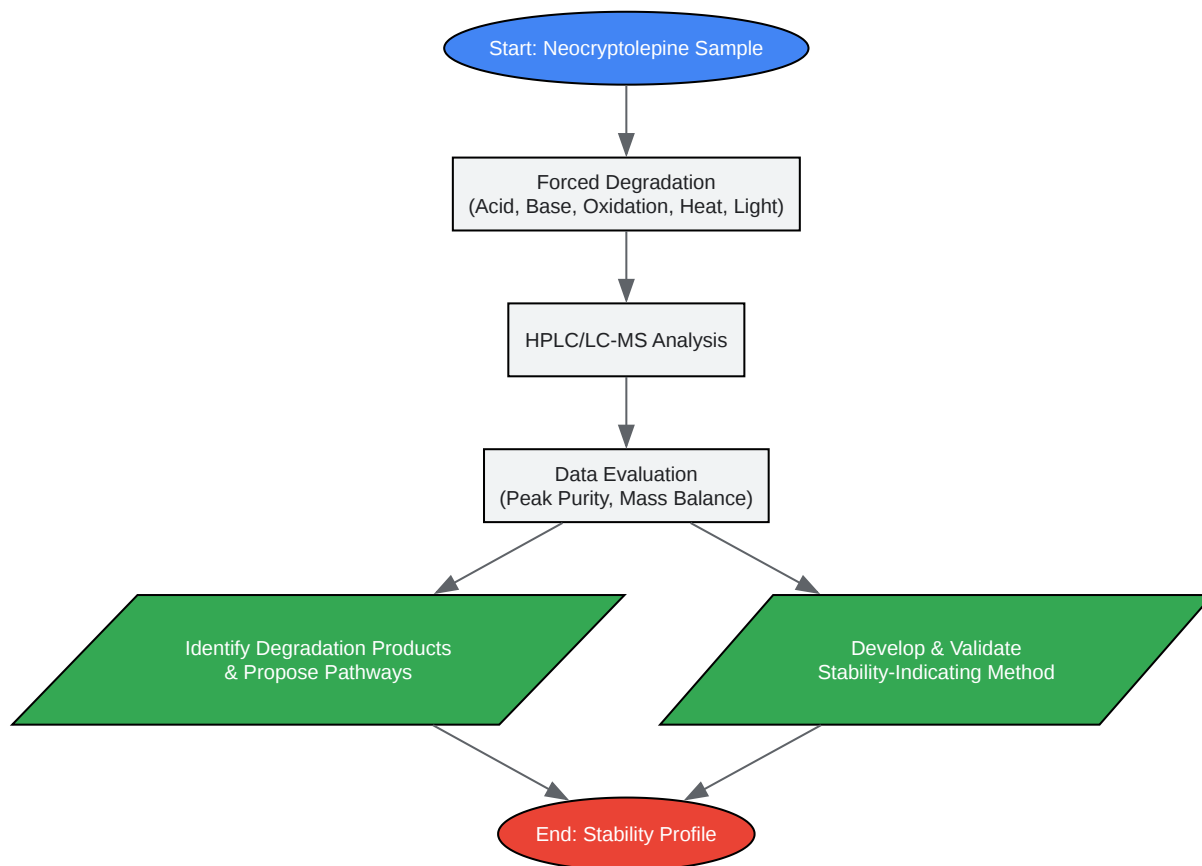 Start: Neocryptolepine Sample
Forced Degradation
(Acid, Base, Oxidation, Heat, Light)
HPLC/LC-MS Analysis
Data Evaluation
(Peak Purity, Mass Balance)
Identify Degradation Products
& Propose Pathways
Develop & Validate
Stability-Indicating Method
End: Stability Profile